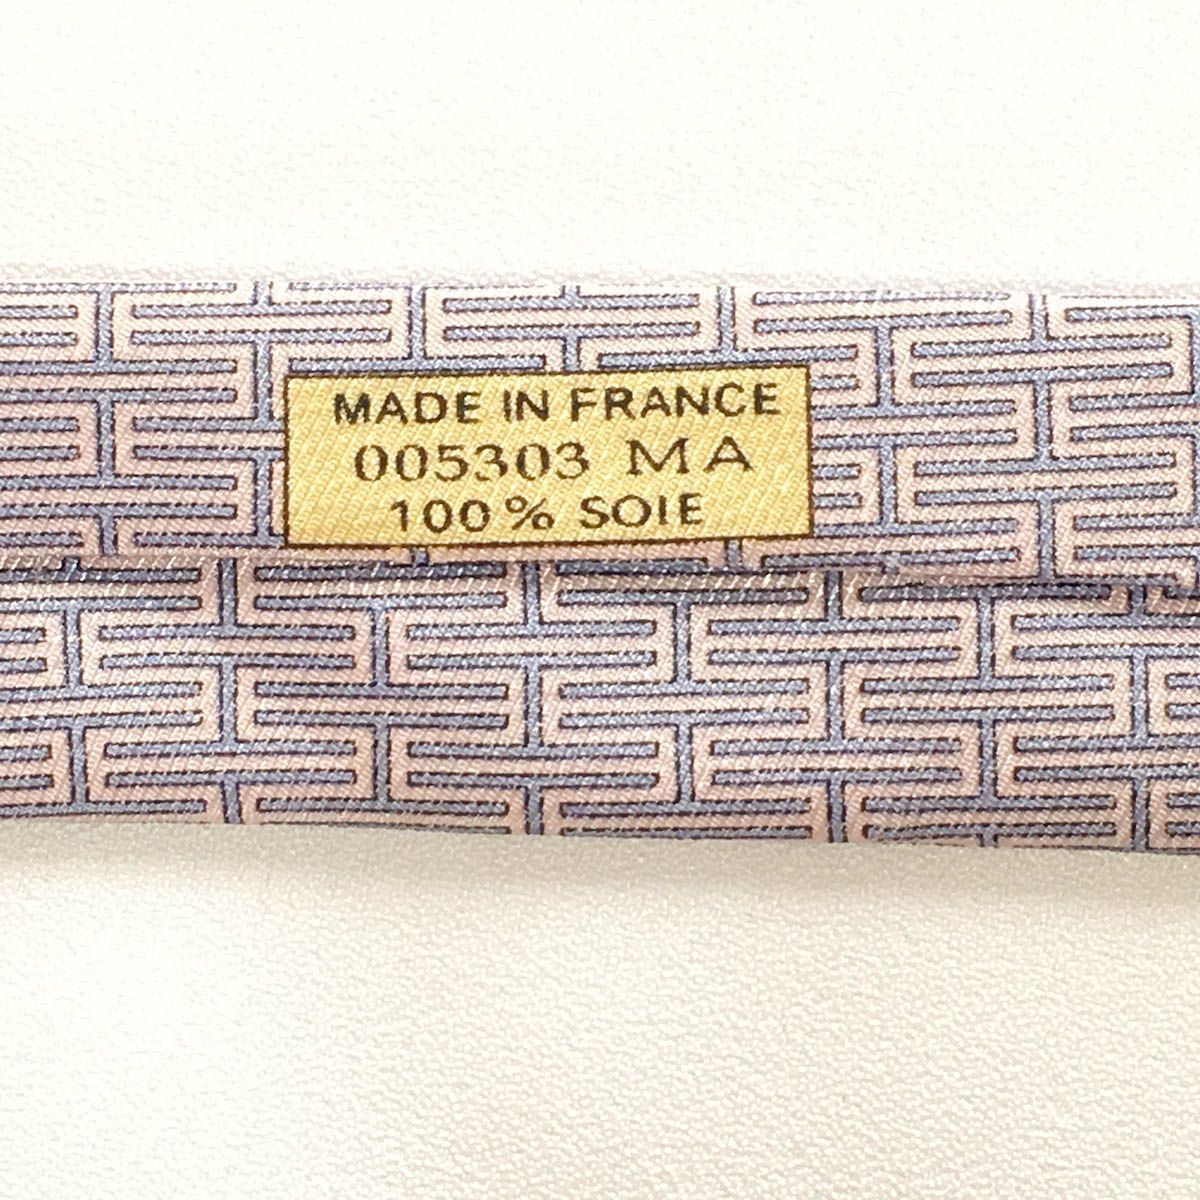 MADE IN FRANCE
005303 MA
100% SOIE